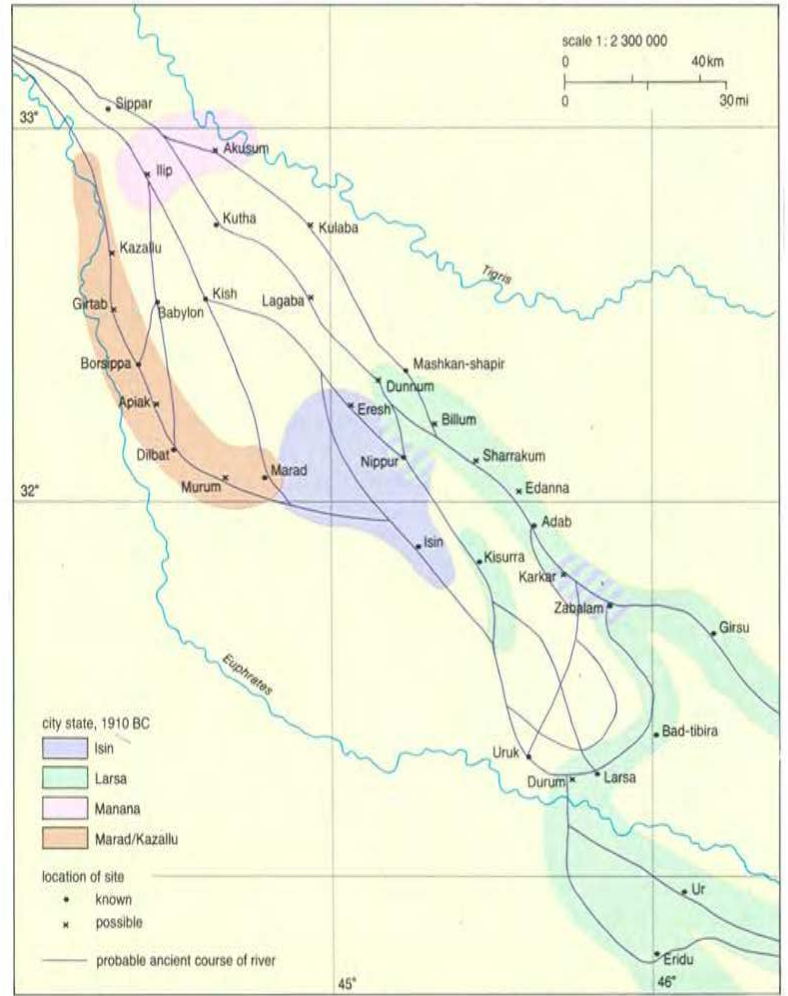 scale 1 : 2 300 000
0 40 km
0 30 mi
Sippar
33°
Akusum
Ilip
Kutha
Kulaba
Kazallu
Tigris
Girtab
Babylon
Kish
Lagaba
Borsippa
Mashkan-shapir
Dunnum
Apiak
Eresh
Billum
Dilbat
Nippur
Sharrakum
Murum
Marad
Edanna
32°
Adab
Isin
Kisurra
Karkar
Zabalam
Girsu
Euphrates
Bad-tibira
Uruk
Durum
Larsa
Ur
Eridu
45°
46°
city state, 1910 BC
Isin
Larsa
Manana
Marad/Kazallu
location of site
known
possible
probable ancient course of river